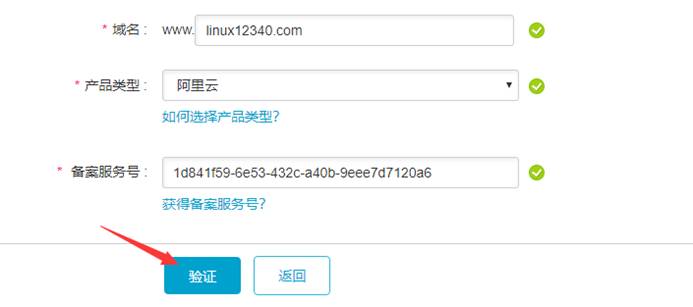 * 域名： www. linux12340.com
* 产品类型： 阿里云
如何选择产品类型?
* 备案服务号： 1d841f59-6e53-432c-a40b-9eee7d7120a6
获得备案服务号?
验证 返回